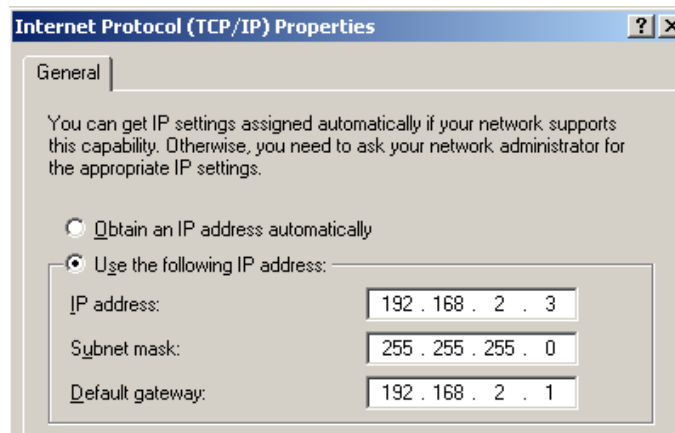 Internet Protocol (TCP/IP) Properties
General
You can get IP settings assigned automatically if your network supports
this capability. Otherwise, you need to ask your network administrator for
the appropriate IP settings.
Obtain an IP address automatically
Use the following IP address:
IP address: 192 . 168 . 2 . 3
Subnet mask: 255 . 255 . 255 . 0
Default gateway: 192 . 168 . 2 . 1